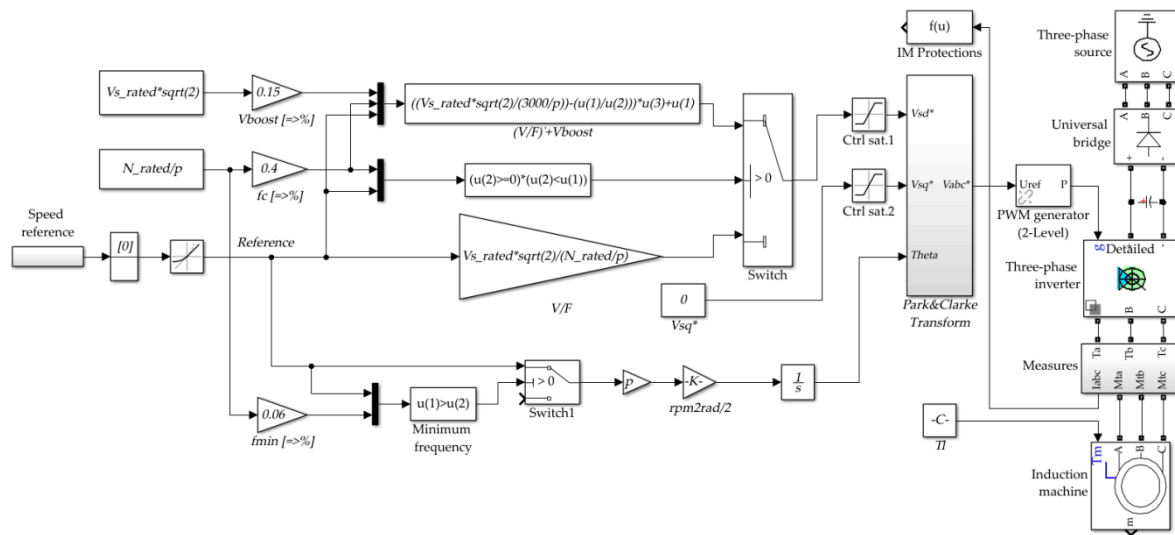 Vs_rated*sqrt(2)
0.15
Vboost [=>%]
((Vs_rated*sqrt(2)/(3000/p))-(u(1)/u(2)))*u(3)+u(1)
(V/F)'+Vboost
N_rated/p
0.4
fc [=>%]
(u(2)>=0)*(u(2)<u(1))
> 0
Switch
Speed
reference
[0]
Reference
Vs_rated*sqrt(2)/(N_rated/p)
V/F
0
Vsq*
0.06
fmin [=>%]
u(1)>u(2)
Minimum
frequency
> 0
Switch1
p
-K-
rpm2rad/2
1
s
Ctrl sat.1
Ctrl sat.2
Vsd*
Vsq*
Vabc*
Theta
Park&Clarke
Transform
f(u)
IM Protections
Uref P
PWM generator
(2-Level)
Three-phase
source
A B C
Universal
bridge
A B C
+ -
g
Detailed
+ -
Three-phase
inverter
B C
Measures
Iabc Ta Tb Tc
Mta Mtb Mtc
-C-
Tl
Induction
machine
Tm
A B C
m